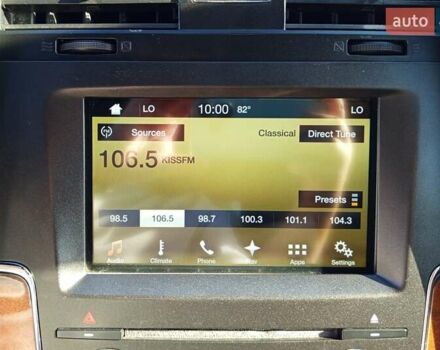 auto
LO 10:00 82° LO
FM Sources Classical Direct Tune
106.5 KISSFM
Presets
98.5 106.5 98.7 100.3 101.1 104.3
Audio Climate Phone Nav Apps Settings